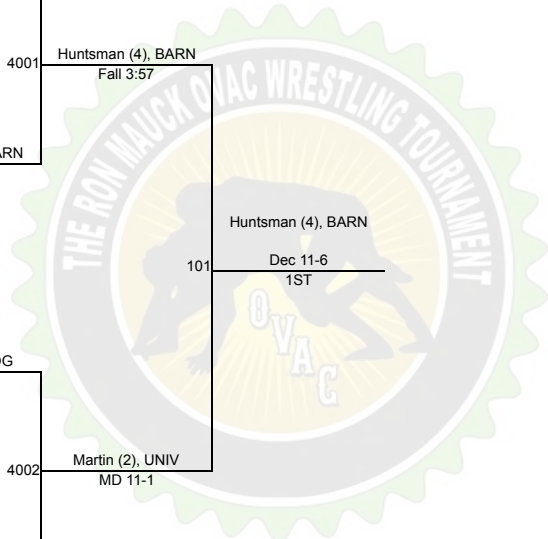 4001
Huntsman (4), BARN
Fall 3:57
ARN
THE RON MAUCK OVAC WRESTLING TOURNAMENT
Huntsman (4), BARN
101
Dec 11-6
1ST
OVAC
OG
4002
Martin (2), UNIV
MD 11-1